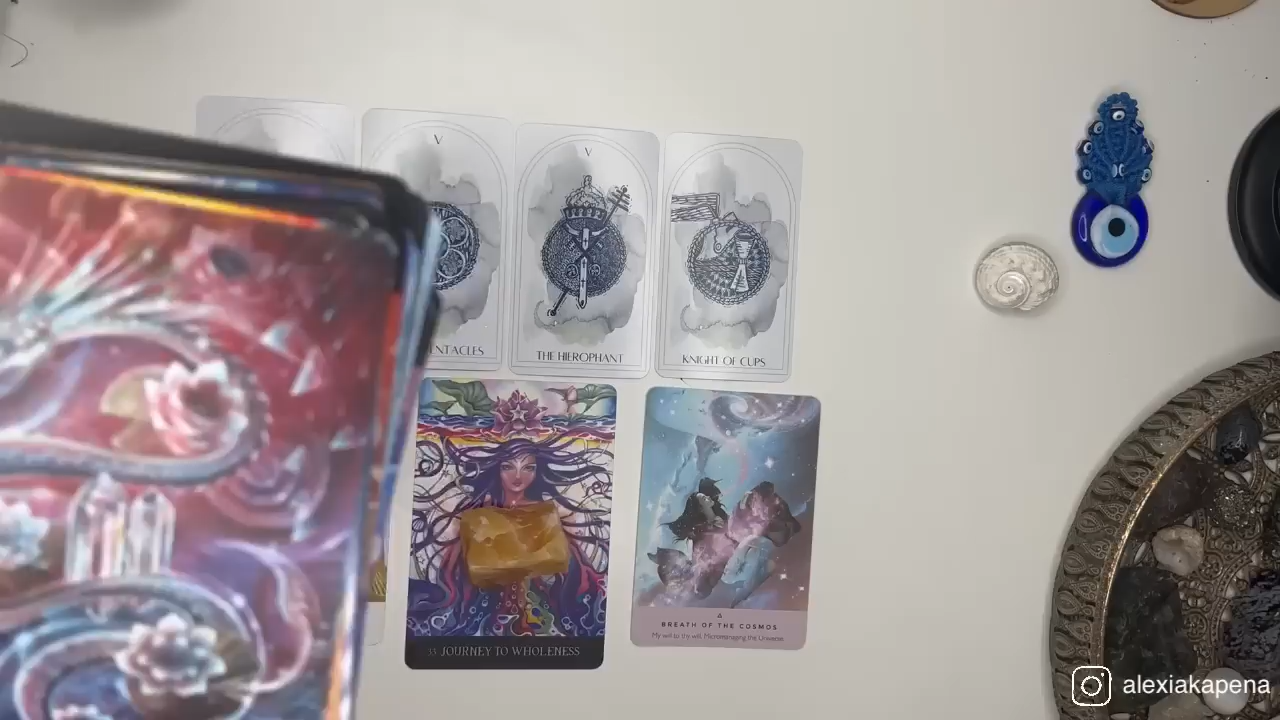 V
V
ENTACLES
THE HIEROPHANT
KNIGHT OF CUPS
33 JOURNEY TO WHOLENESS
BREATH OF THE COSMOS
My will to thy will. Micromanaging the Universe.
alexiakapena